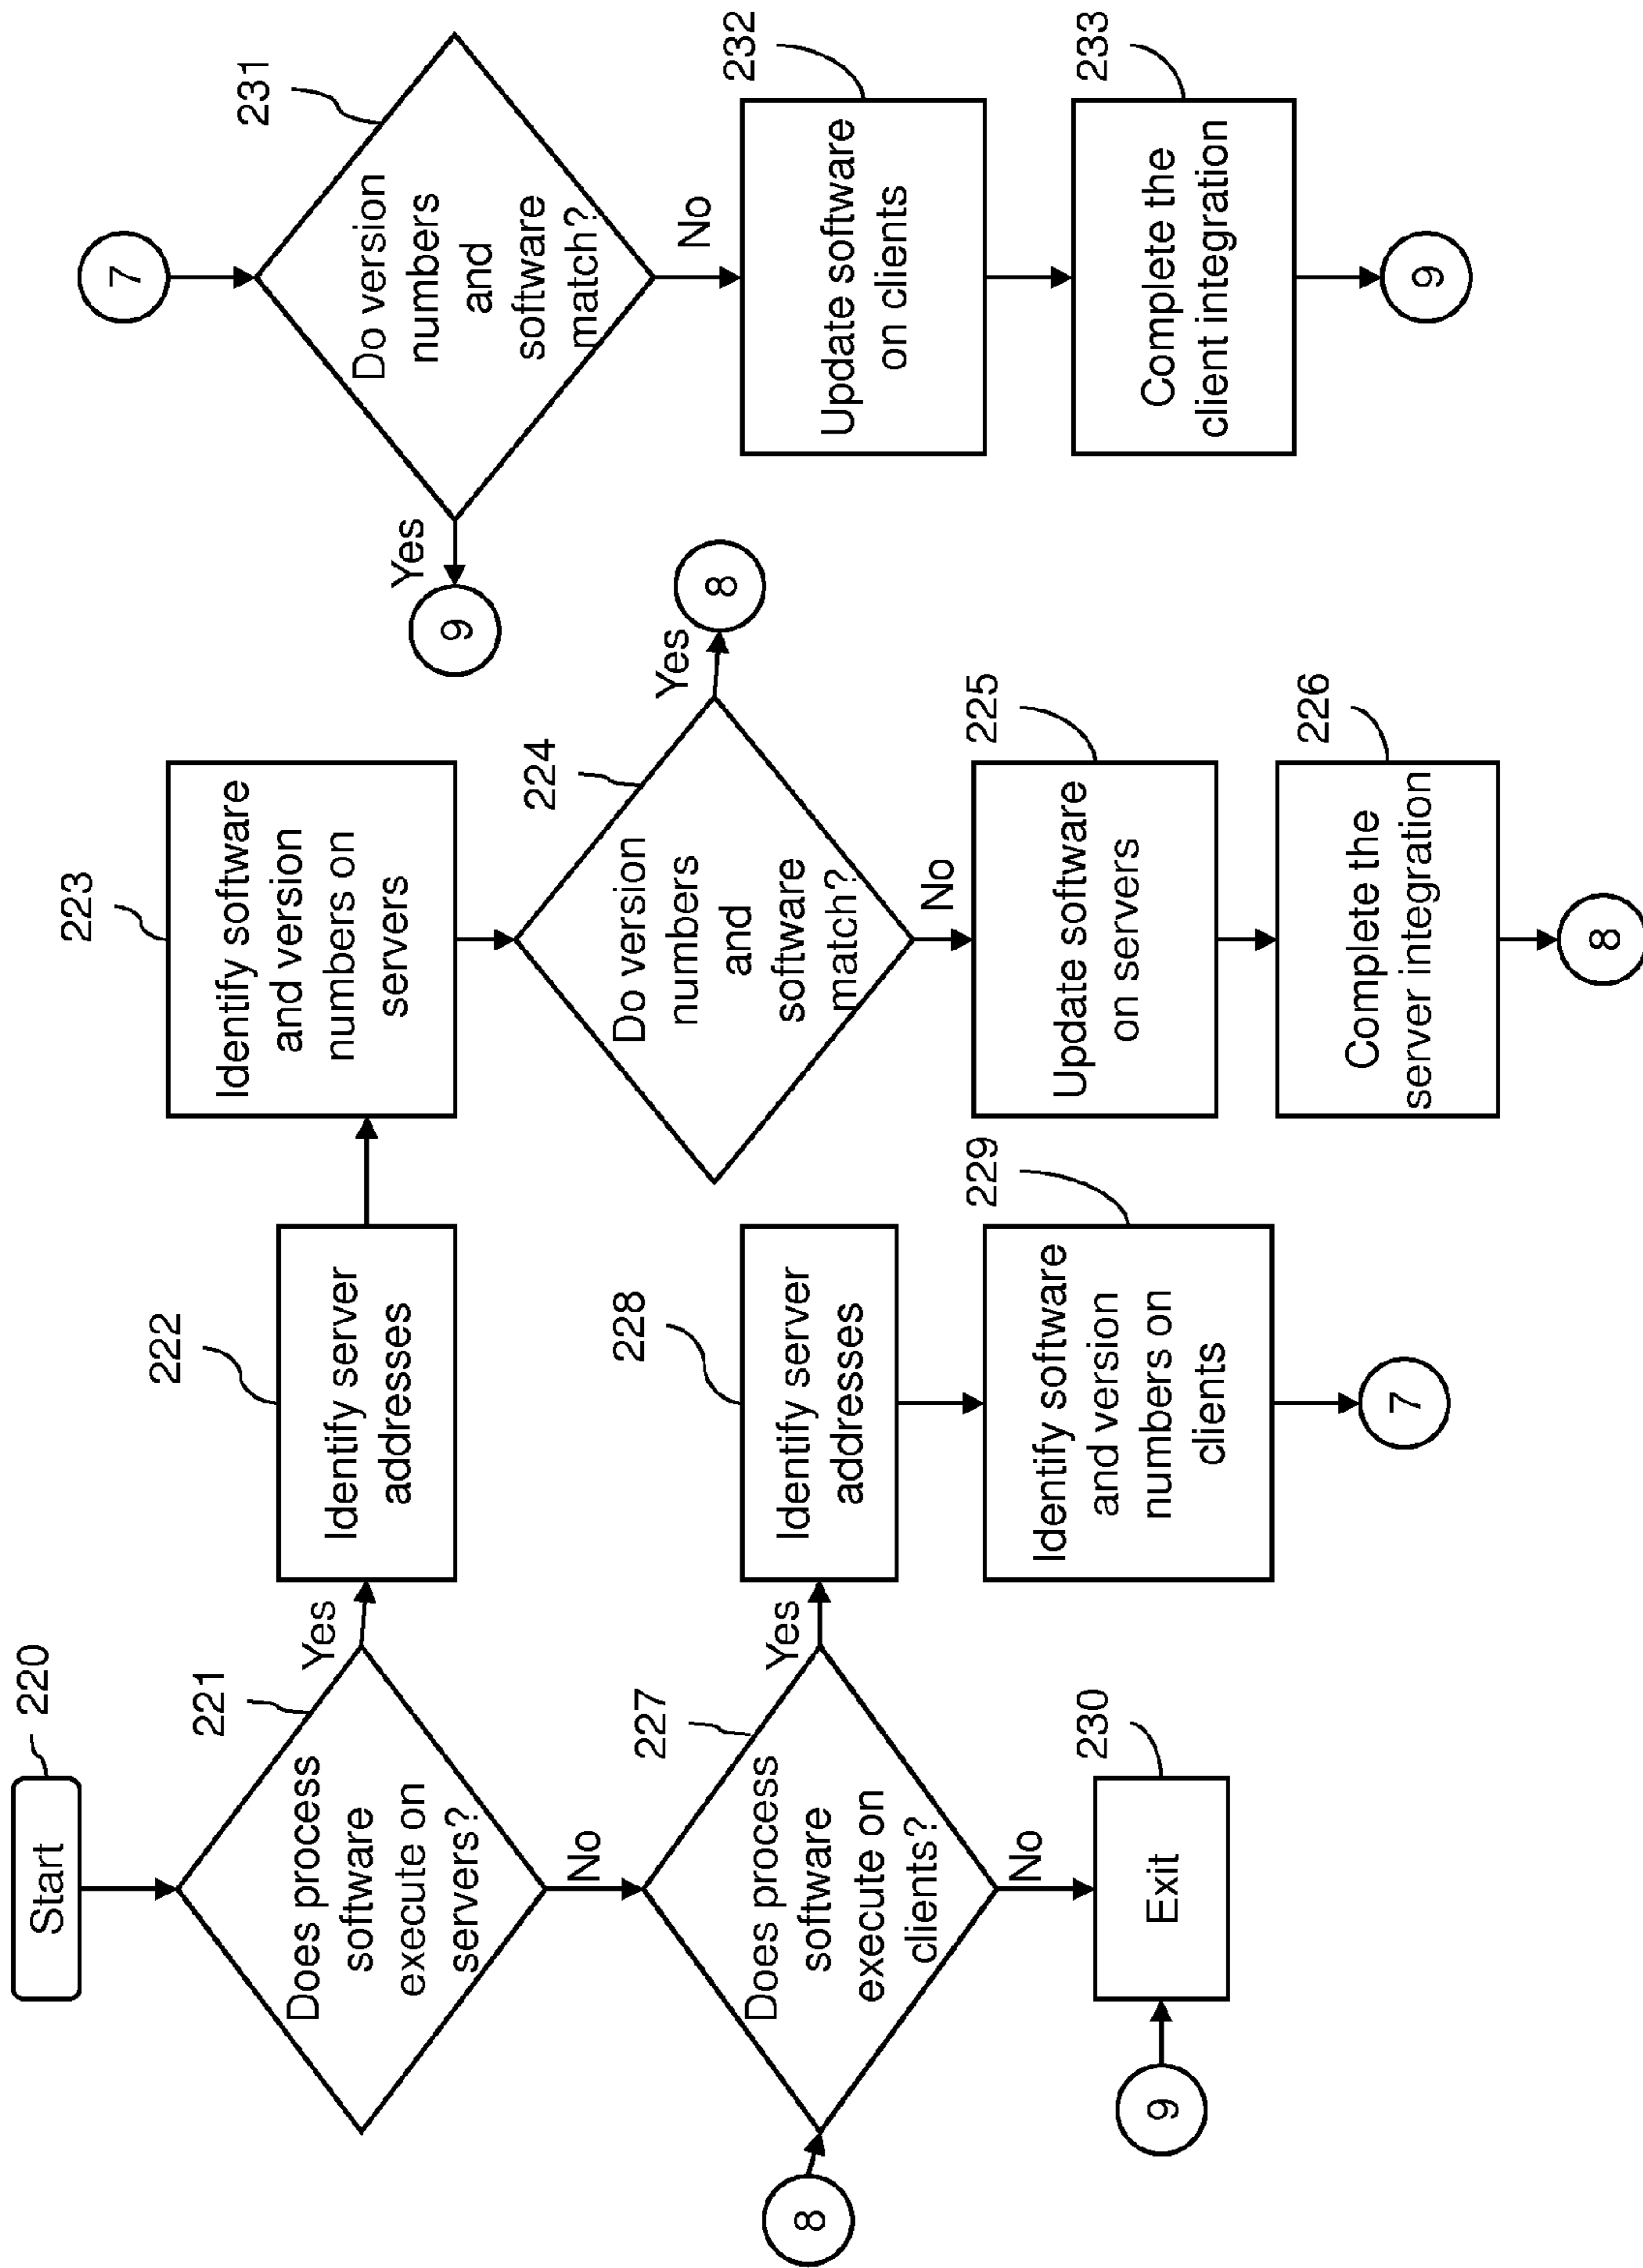 220
Start
221
Does process
software
execute on
servers?
Yes
No
222
Identify server
addresses
223
Identify software
and version
numbers on
servers
224
Do version
numbers
and
software
match?
Yes
8
No
225
Update software
on servers
226
Complete the
server integration
8
8
227
Does process
software
execute on
clients?
Yes
No
228
Identify server
addresses
229
Identify software
and version
numbers on
clients
7
230
Exit
9
7
231
Do version
numbers
and
software
match?
Yes
9
No
232
Update software
on clients
233
Complete the
client integration
9